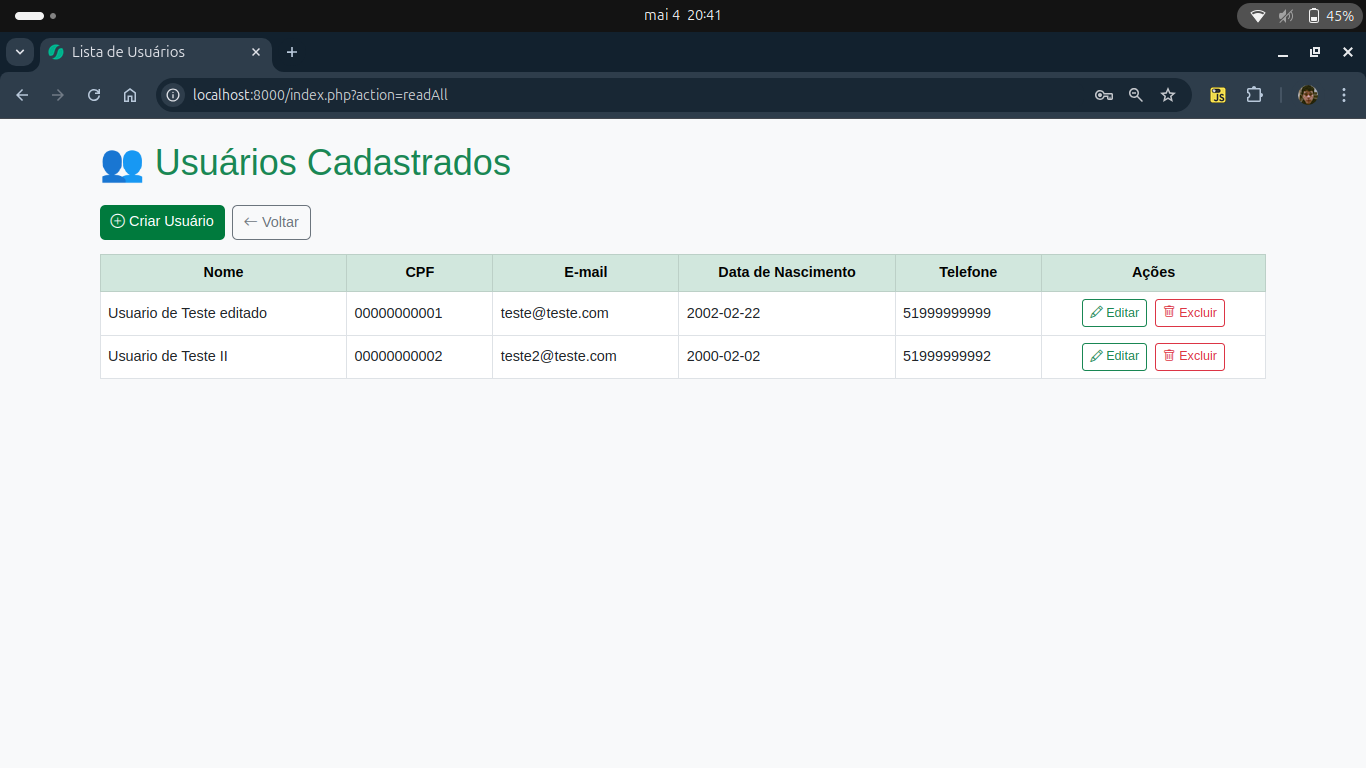 mai 4 20:41
45%
Lista de Usuários
localhost:8000/index.php?action=readAll
JS
Usuários Cadastrados
Criar Usuário
Voltar
Nome CPF E-mail Data de Nascimento Telefone Ações
Usuario de Teste editado 00000000001 teste@teste.com 2002-02-22 51999999999 Editar Excluir
Usuario de Teste II 00000000002 teste2@teste.com 2000-02-02 51999999992 Editar Excluir